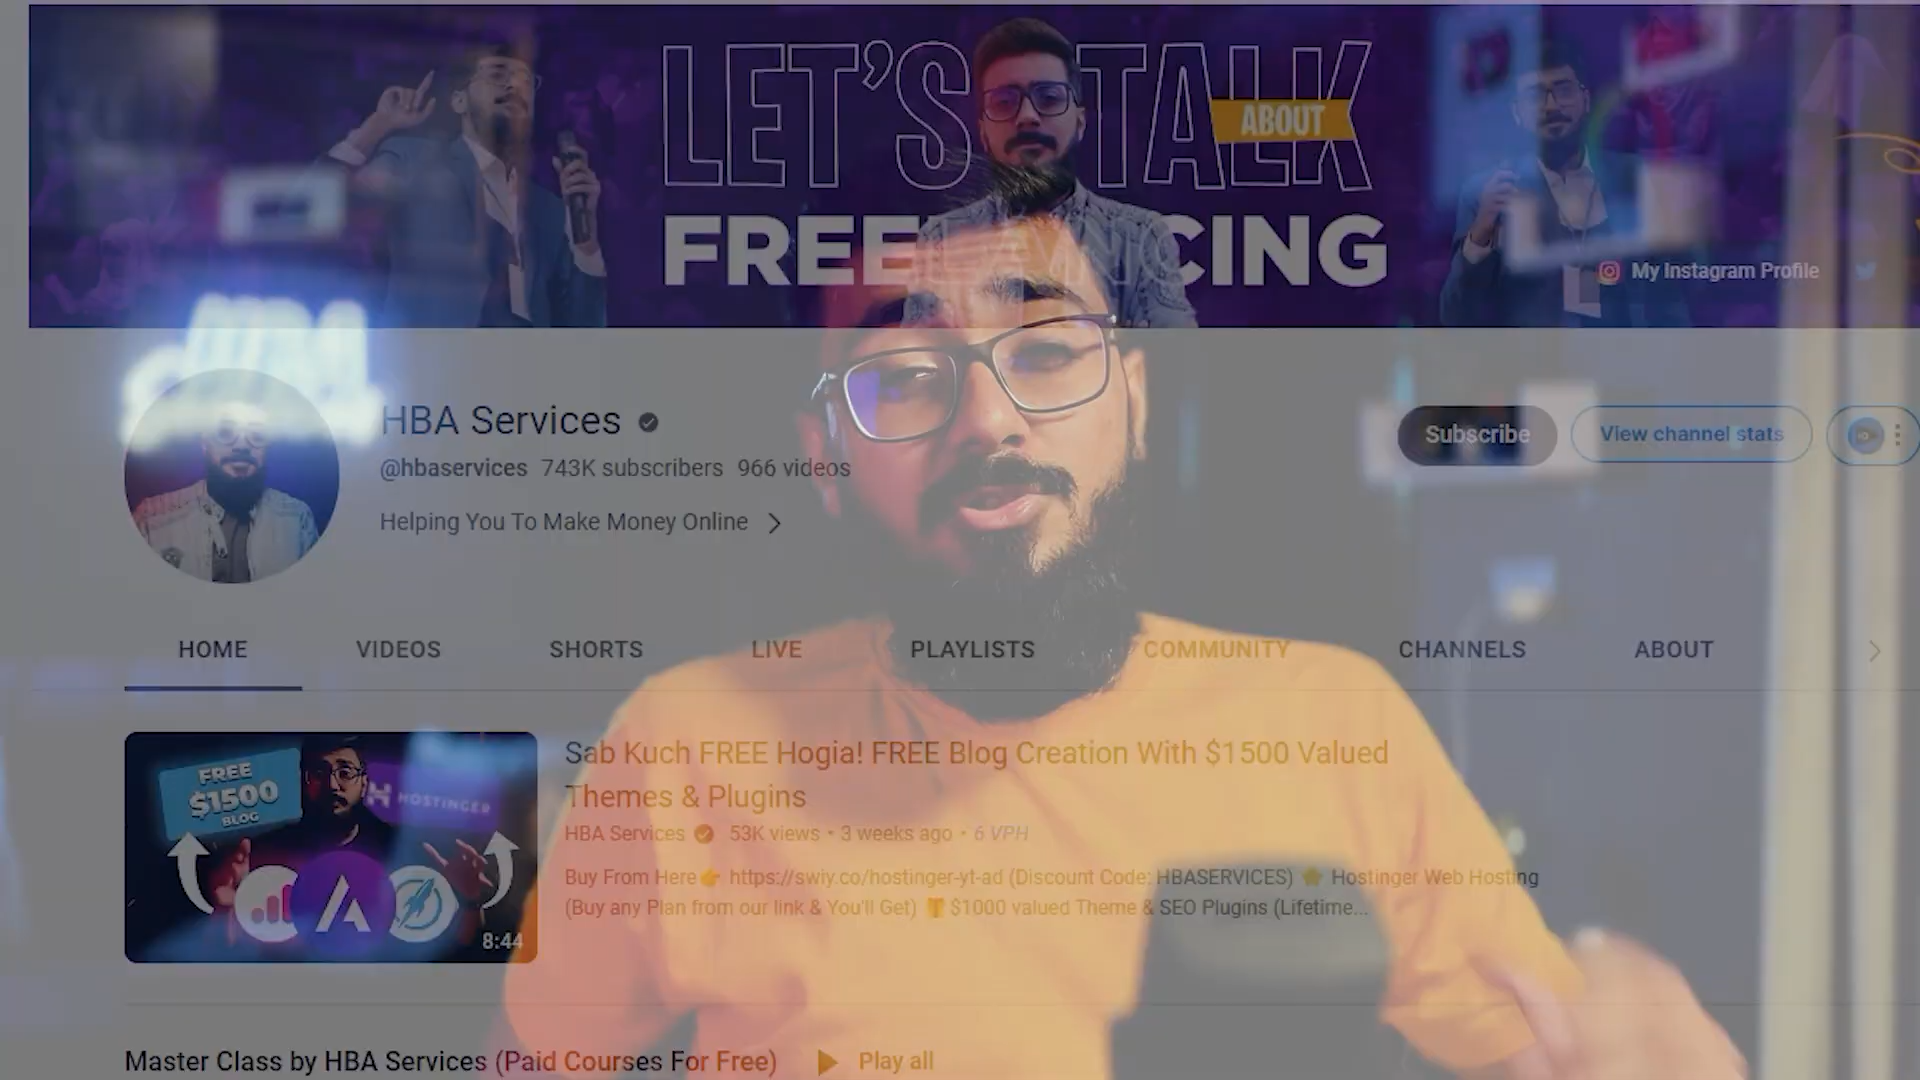 LET'S TALK
ABOUT
FREELANCING
My Instagram Profile
HBA
HBA Services
@hbaservices 743K subscribers 966 videos
Helping You To Make Money Online
Subscribe
View channel stats
HOME VIDEOS SHORTS LIVE PLAYLISTS COMMUNITY CHANNELS ABOUT
FREE
$1500
BLOG
HOSTINGER
8:44
Sab Kuch FREE Hogia! FREE Blog Creation With $1500 Valued
Themes & Plugins
HBA Services 53K views • 3 weeks ago • 6 VPH
Buy From Here👉 https://swiy.co/hostinger-yt-ad (Discount Code: HBASERVICES) ⭐ Hostinger Web Hosting
(Buy any Plan from our link & You'll Get) 🎁 $1000 valued Theme & SEO Plugins (Lifetime...
Master Class by HBA Services (Paid Courses For Free) Play all